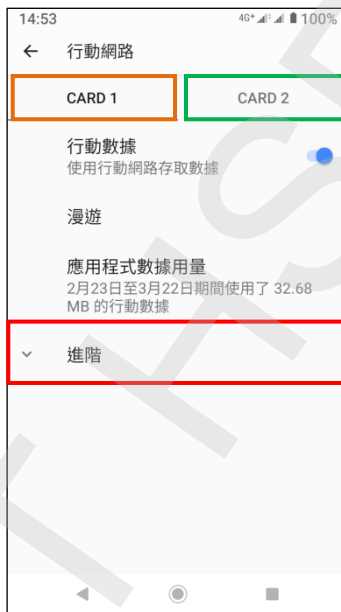 14:53 4G+ 100%
行動網路
CARD 1 CARD 2
行動數據
使用行動網路存取數據
漫遊
應用程式數據用量
2月23日至3月22日期間使用了 32.68
MB 的行動數據
進階